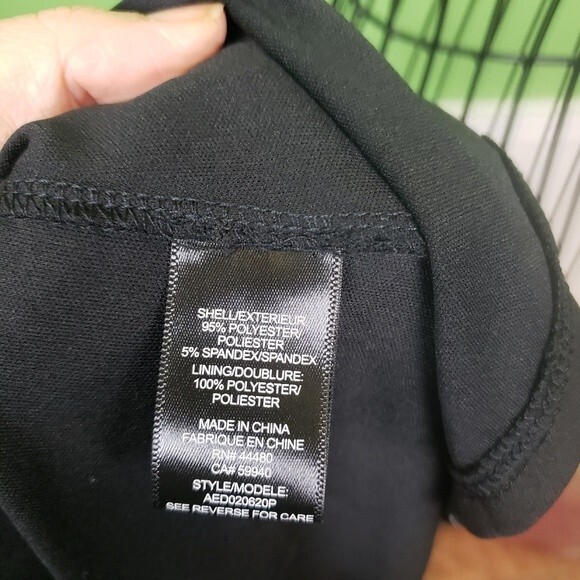 SHELL/EXTERIEUR
95% POLYESTER/
POLIESTER
5% SPANDEX/SPANDEX
LINING/DOUBLURE:
100% POLYESTER/
POLIESTER
MADE IN CHINA
FABRIQUE EN CHINE
RN# 44480
CA# 59940
STYLE/MODELE:
AED020620P
SEE REVERSE FOR CARE